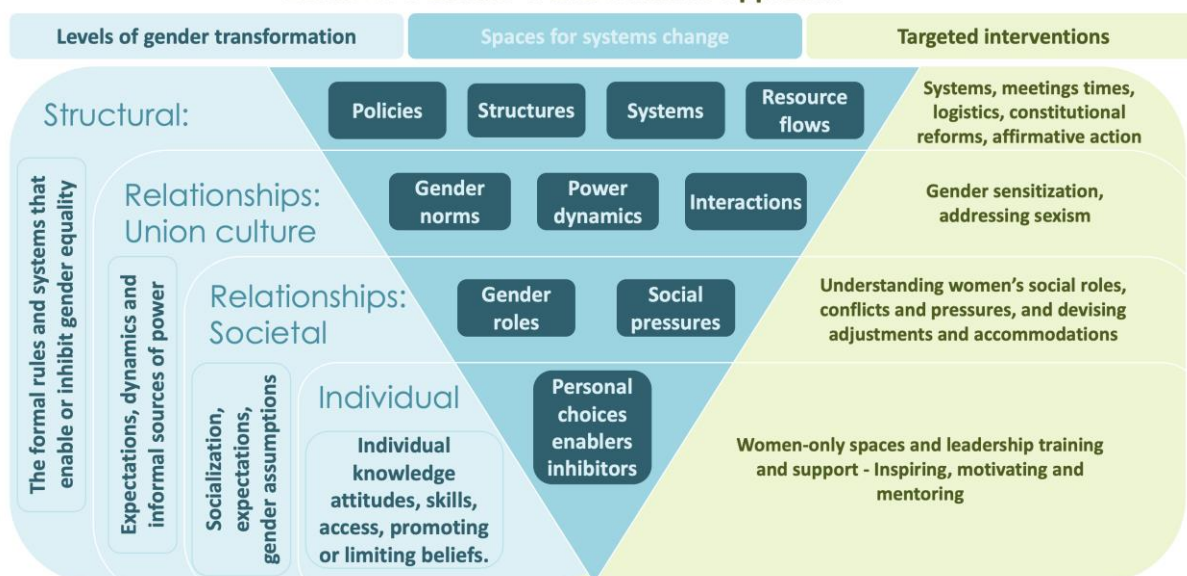 Levels of gender transformation
Spaces for systems change
Targeted interventions
Structural:
The formal rules and systems that
enable or inhibit gender equality
Policies
Structures
Systems
Resource
flows
Systems, meetings times,
logistics, constitutional
reforms, affirmative action
Relationships:
Union culture
Expectations, dynamics and
informal sources of power
Gender
norms
Power
dynamics
Interactions
Gender sensitization,
addressing sexism
Relationships:
Societal
Socialization,
expectations,
gender assumptions
Gender
roles
Social
pressures
Understanding women’s social roles,
conflicts and pressures, and devising
adjustments and accommodations
Individual
Individual
knowledge
attitudes, skills,
access, promoting
or limiting beliefs.
Personal
choices
enablers
inhibitors
Women-only spaces and leadership training
and support - Inspiring, motivating and
mentoring